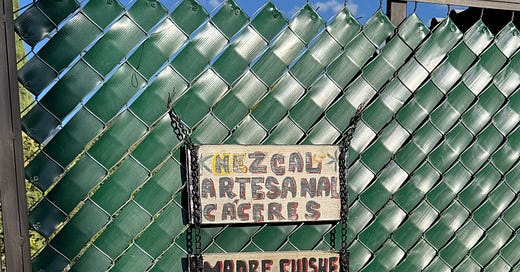 MEZCAL
ARTESANAL
CÁCERES
MADRE CUISHE